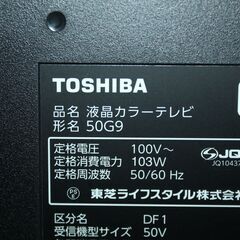 TOSHIBA
品名 液晶カラーテレビ
形名 50G9
定格電圧 100V～
定格消費電力 103W
定格周波数 50/60 Hz
JQ
JQ10437
PS
E
東芝ライフスタイル株式会
区分名 DF1
受信機型サイズ 50V